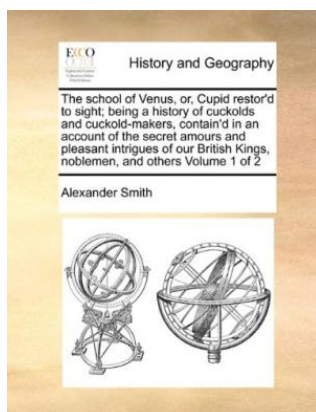 ECCO
History and Geography
The school of Venus, or, Cupid restor'd
to sight; being a history of cuckolds
and cuckold-makers, contain'd in an
account of the secret amours and
pleasant intrigues of our British Kings,
noblemen, and others Volume 1 of 2
Alexander Smith